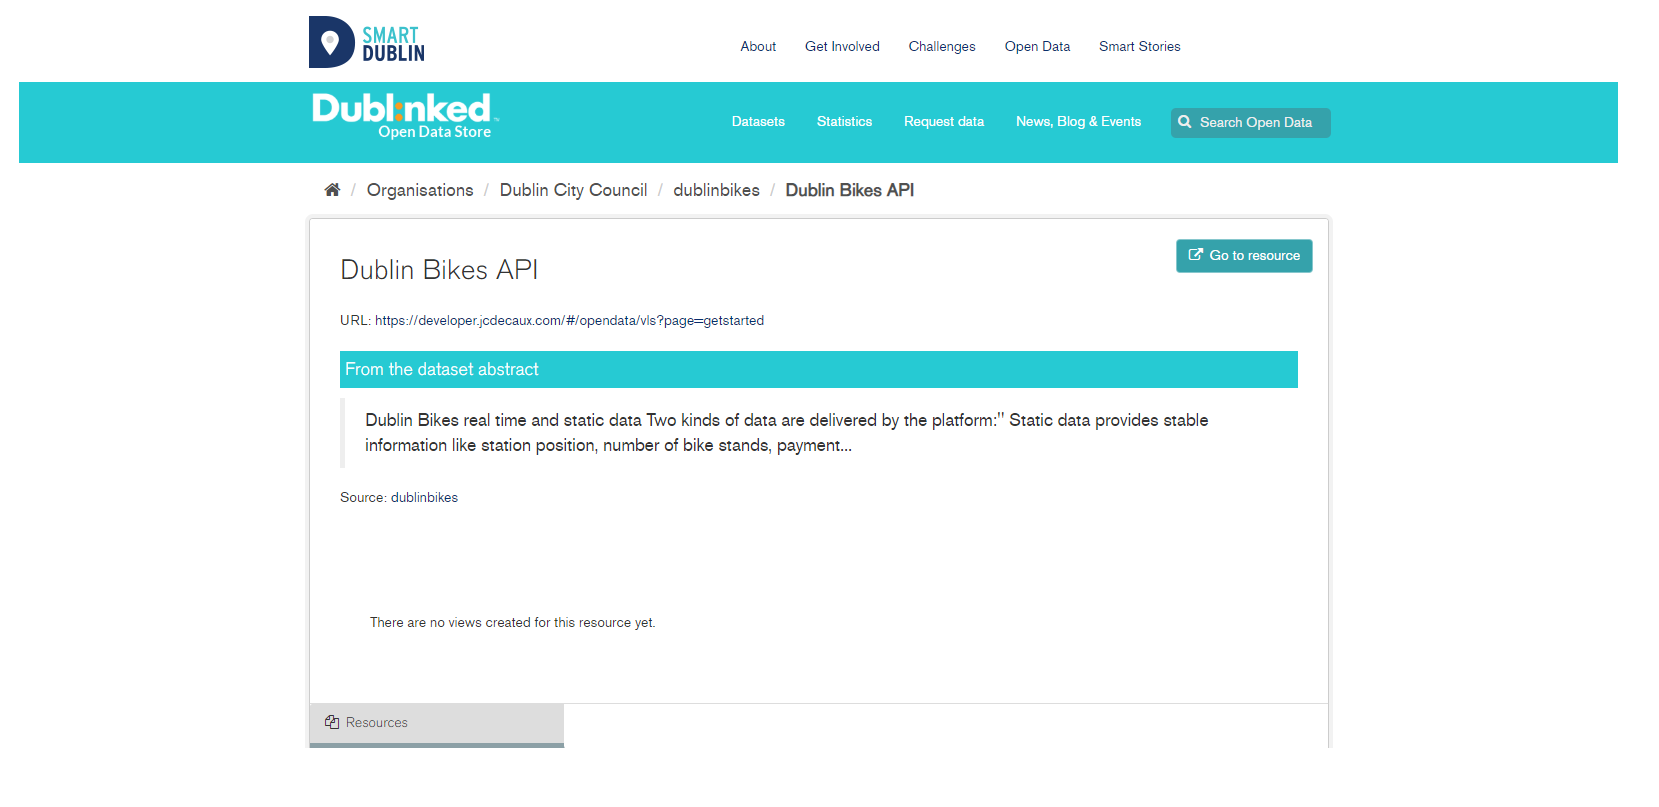 SMART
DUBLIN
About Get Involved Challenges Open Data Smart Stories
Dublinked™
Open Data Store
Datasets Statistics Request data News, Blog & Events Search Open Data
/ Organisations / Dublin City Council / dublinbikes / Dublin Bikes API
Go to resource
Dublin Bikes API
URL: https://developer.jcdecaux.com/#/opendata/vls?page=getstarted
From the dataset abstract
Dublin Bikes real time and static data Two kinds of data are delivered by the platform:" Static data provides stable
information like station position, number of bike stands, payment...
Source: dublinbikes
There are no views created for this resource yet.
Resources